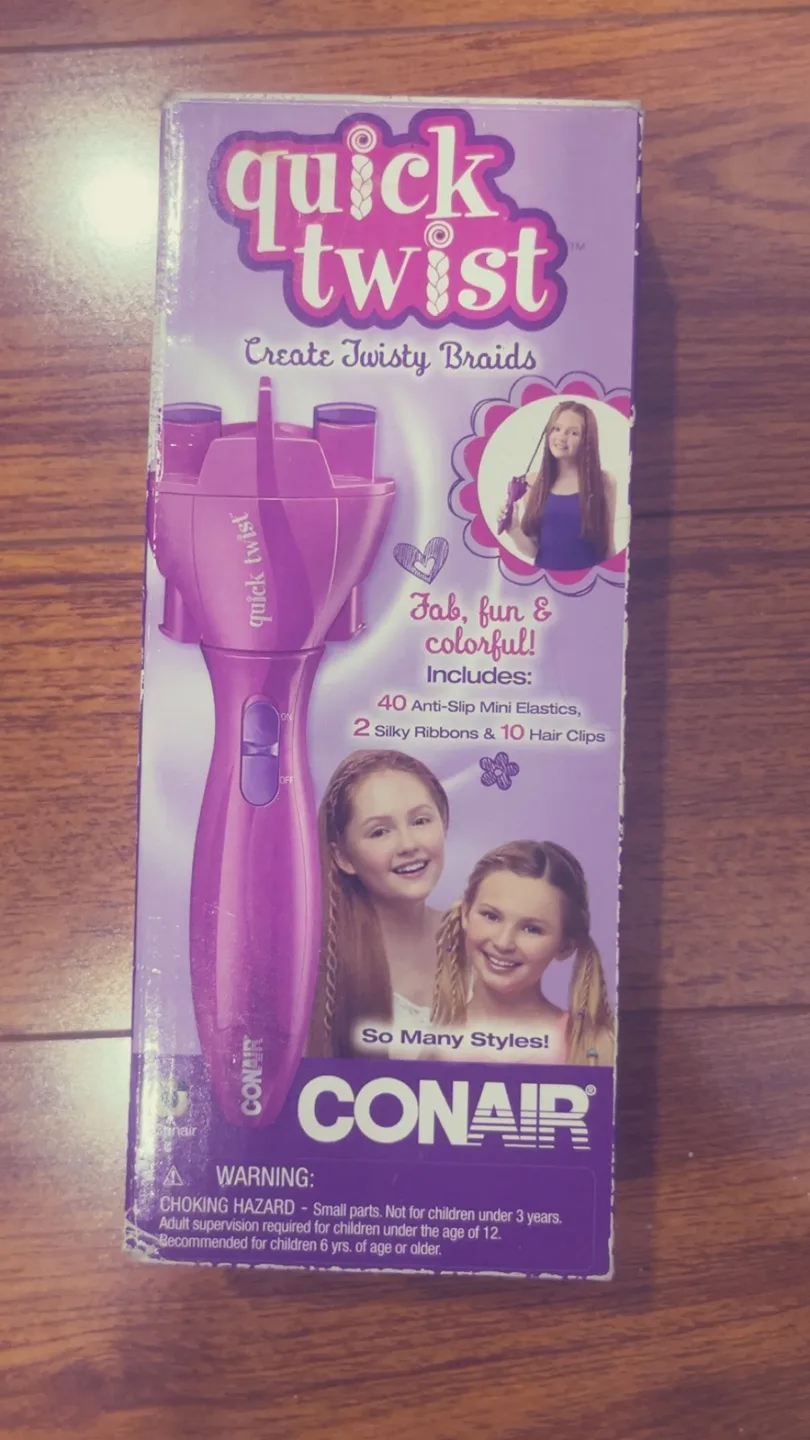 quick
twist™
Create Twisty Braids
quick twist
Fab, fun &
colorful!
Includes:
40 Anti-Slip Mini Elastics,
2 Silky Ribbons & 10 Hair Clips
ON
OFF
So Many Styles!
CONAIR
CONAIR®
WARNING:
CHOKING HAZARD - Small parts. Not for children under 3 years.
Adult supervision required for children under the age of 12.
Recommended for children 6 yrs. of age or older.